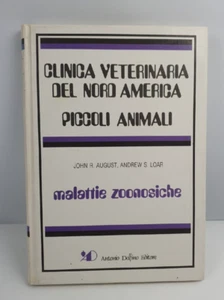 CLINICA VETERINARIA
DEL NORD AMERICA
PICCOLI ANIMALI
JOHN R. AUGUST, ANDREW S. LOAR
malattie zoonosiche
Antonio Delfino Editore